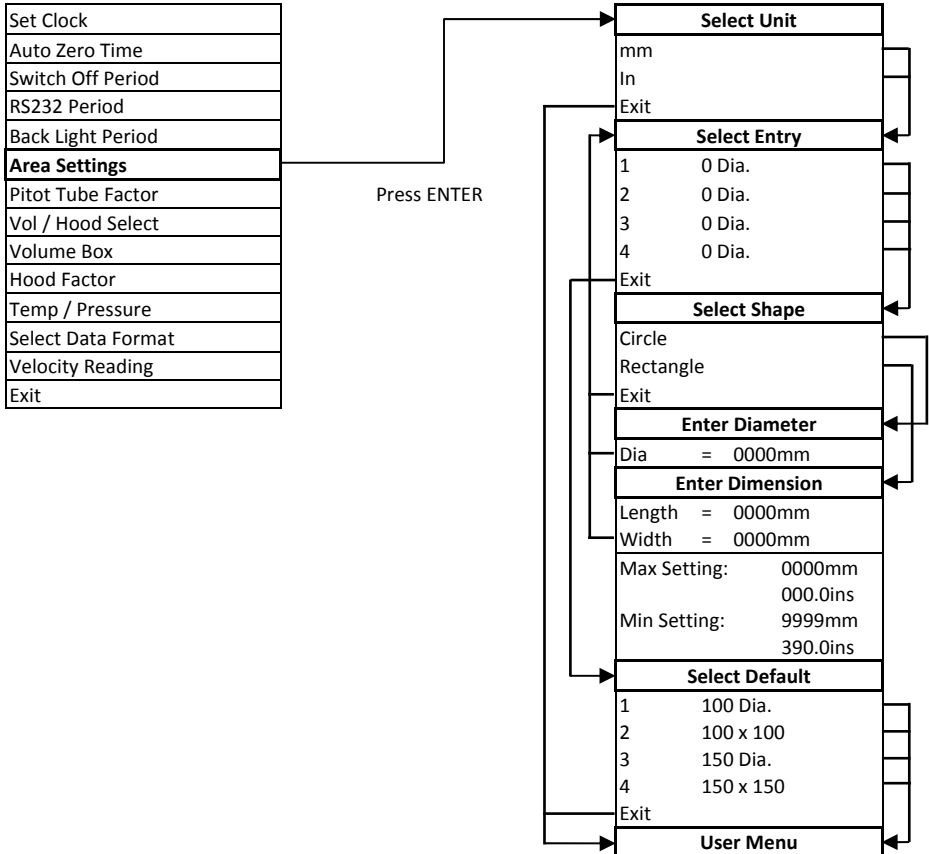 Set Clock
Auto Zero Time
Switch Off Period
RS232 Period
Back Light Period
Area Settings
Pitot Tube Factor
Vol / Hood Select
Volume Box
Hood Factor
Temp / Pressure
Select Data Format
Velocity Reading
Exit
Press ENTER
Select Unit
mm
In
Exit
Select Entry
1 0 Dia.
2 0 Dia.
3 0 Dia.
4 0 Dia.
Exit
Select Shape
Circle
Rectangle
Exit
Enter Diameter
Dia = 0000mm
Enter Dimension
Length = 0000mm
Width = 0000mm
Max Setting: 0000mm
000.0ins
Min Setting: 9999mm
390.0ins
Select Default
1 100 Dia.
2 100 x 100
3 150 Dia.
4 150 x 150
Exit
User Menu